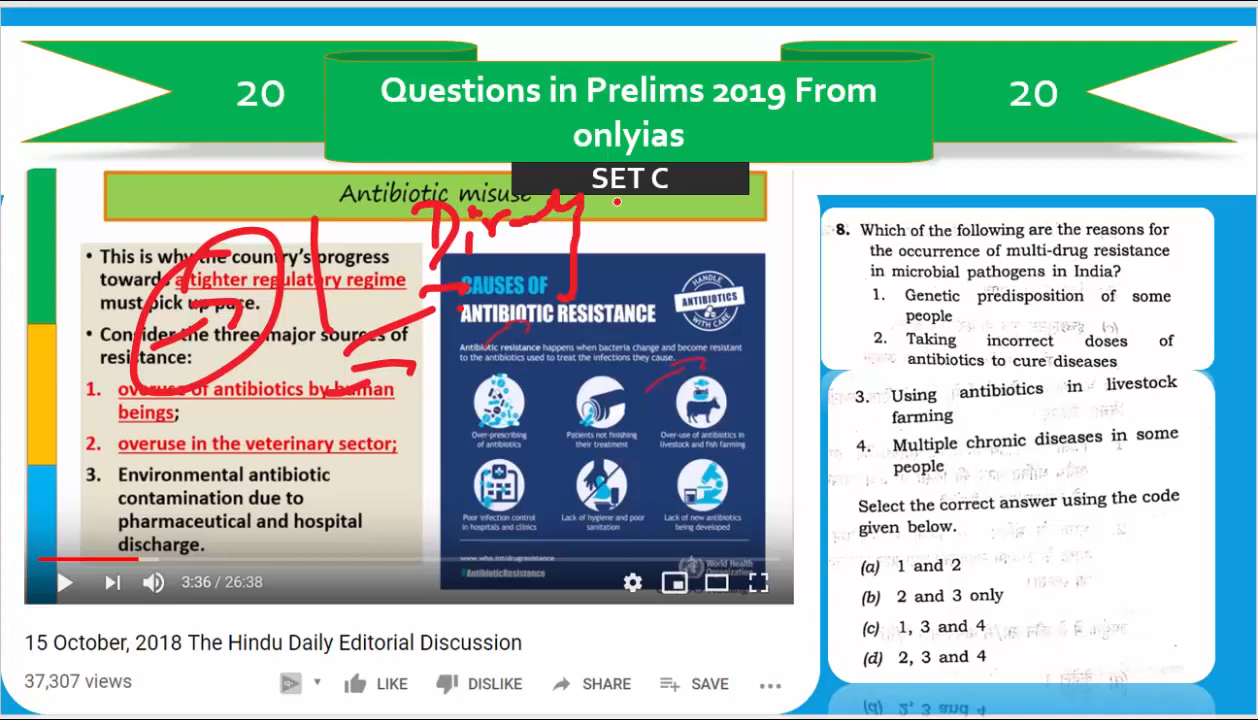 20
Questions in Prelims 2019 From
onlyias
20
SET C
Antibiotic misuse
• This is why the country's progress
towards a tighter regulatory regime
must pick up pace.
• Consider the three major sources of
resistance:
1. overuse of antibiotics by human
beings;
2. overuse in the veterinary sector;
3. Environmental antibiotic
contamination due to
pharmaceutical and hospital
discharge.
CAUSES OF
ANTIBIOTIC RESISTANCE
HANDLE
ANTIBIOTICS
WITH CARE
Antibiotic resistance happens when bacteria change and become resistant
to the antibiotics used to treat the infections they cause.
Over-prescribing
of antibiotics
Patients not finishing
their treatment
Over-use of antibiotics in
livestock and fish farming
Poor infection control
in hospitals and clinics
Lack of hygiene and poor
sanitation
Lack of new antibiotics
being developed
www.who.int/drugresistance
#AntibioticResistance
World Health
Organization
3:36 / 26:38
15 October, 2018 The Hindu Daily Editorial Discussion
37,307 views
LIKE
DISLIKE
SHARE
SAVE
8. Which of the following are the reasons for
the occurrence of multi-drug resistance
in microbial pathogens in India?
1. Genetic predisposition of some
people
2. Taking incorrect doses of
antibiotics to cure diseases
3. Using antibiotics in livestock
farming
4. Multiple chronic diseases in some
people
Select the correct answer using the code
given below.
(a) 1 and 2
(b) 2 and 3 only
(c) 1, 3 and 4
(d) 2, 3 and 4